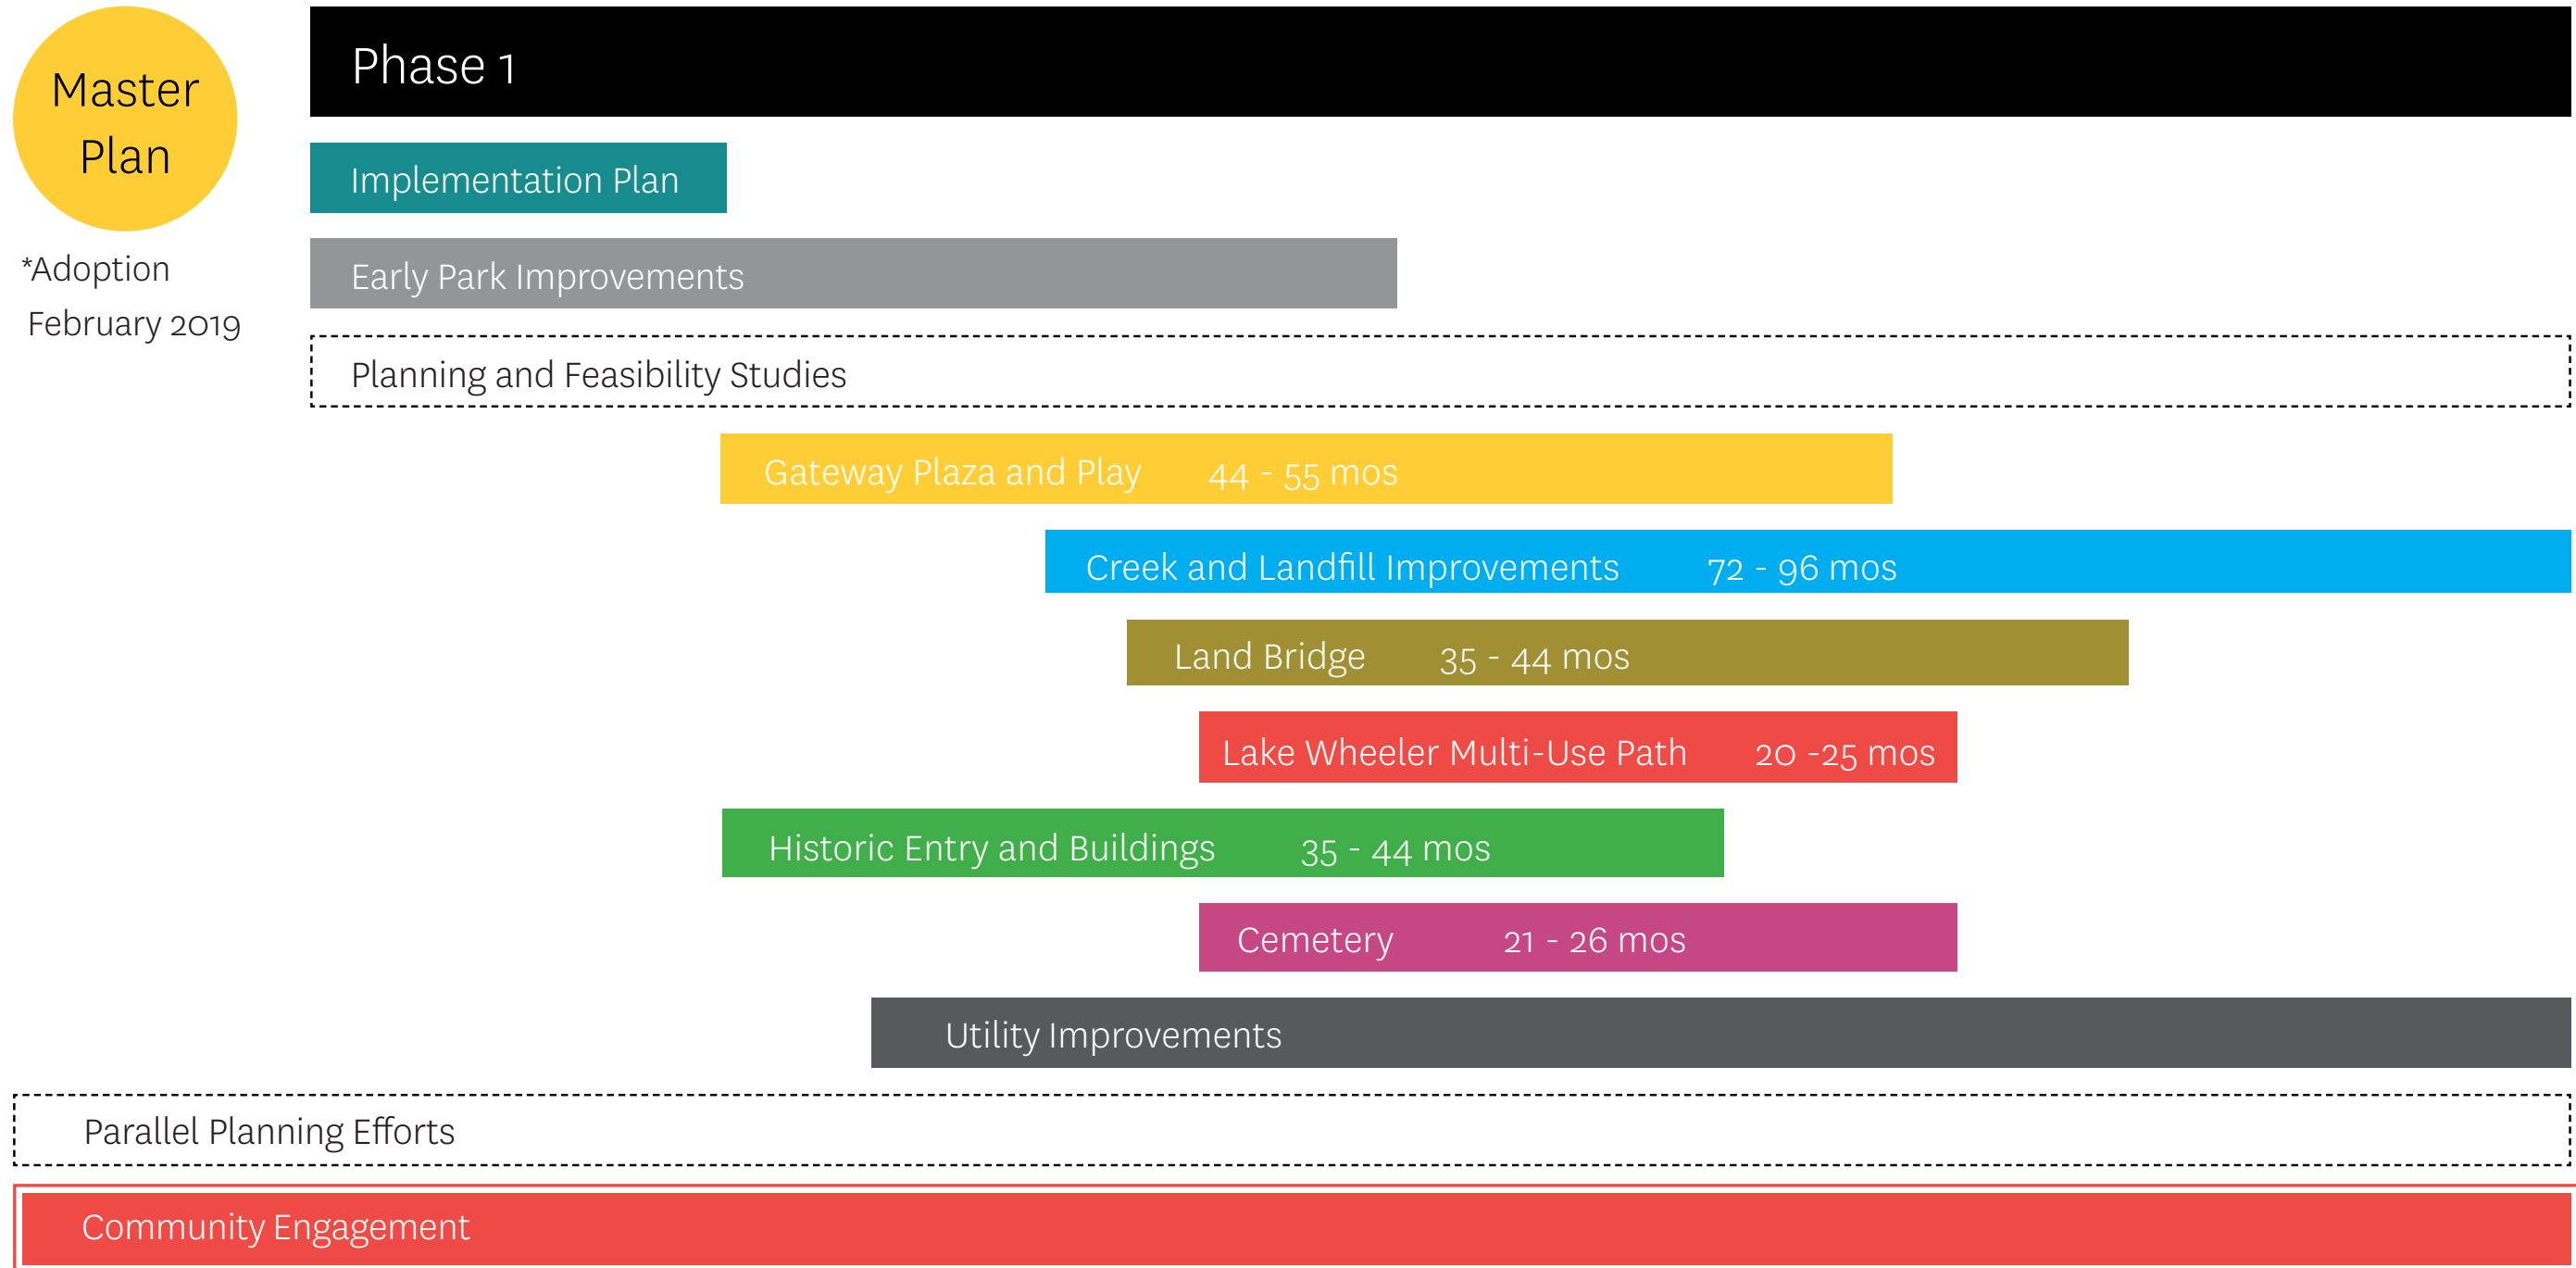 Master
Plan
*Adoption
February 2019
Phase 1
Implementation Plan
Early Park Improvements
Planning and Feasibility Studies
Gateway Plaza and Play 44 - 55 mos
Creek and Landfill Improvements 72 - 96 mos
Land Bridge 35 - 44 mos
Lake Wheeler Multi-Use Path 20 -25 mos
Historic Entry and Buildings 35 - 44 mos
Cemetery 21 - 26 mos
Utility Improvements
Parallel Planning Efforts
Community Engagement